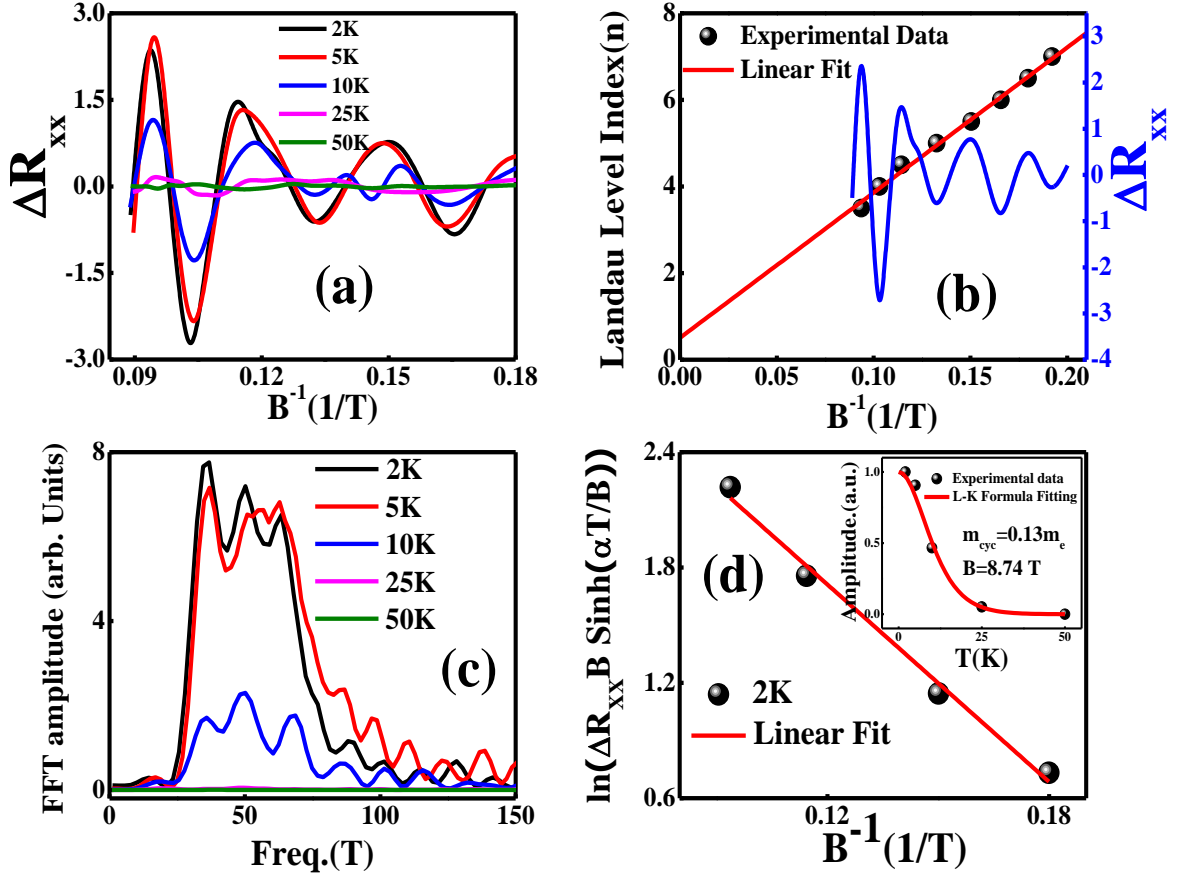 3.0
1.5
0.0
-1.5
-3.0
ΔR_xx
2K
5K
10K
25K
50K
(a)
0.09 0.12 0.15 0.18
B^-1(1/T)
8
6
4
2
0
Landau Level Index(n)
Experimental Data
Linear Fit
(b)
3
2
1
0
-1
-2
-3
-4
ΔR_xx
0.00 0.05 0.10 0.15 0.20
B^-1(1/T)
8
4
0
FFT amplitude (arb. Units)
2K
5K
10K
25K
50K
(c)
0 50 100 150
Freq.(T)
2.4
1.8
1.2
0.6
ln(ΔR_xxB Sinh(αT/B))
(d)
2K
Linear Fit
0.12 0.18
B^-1(1/T)
1.0
0.5
0.0
Amplitude.(a.u.)
Experimental data
L-K Formula Fitting
m_cyc=0.13m_e
B=8.74 T
0 25 50
T(K)